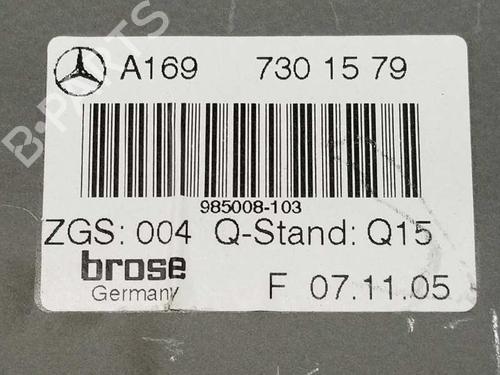 A169 730 15 79
985008-103
ZGS: 004 Q-Stand: Q15
brose
Germany F 07.11.05
B-PARTS